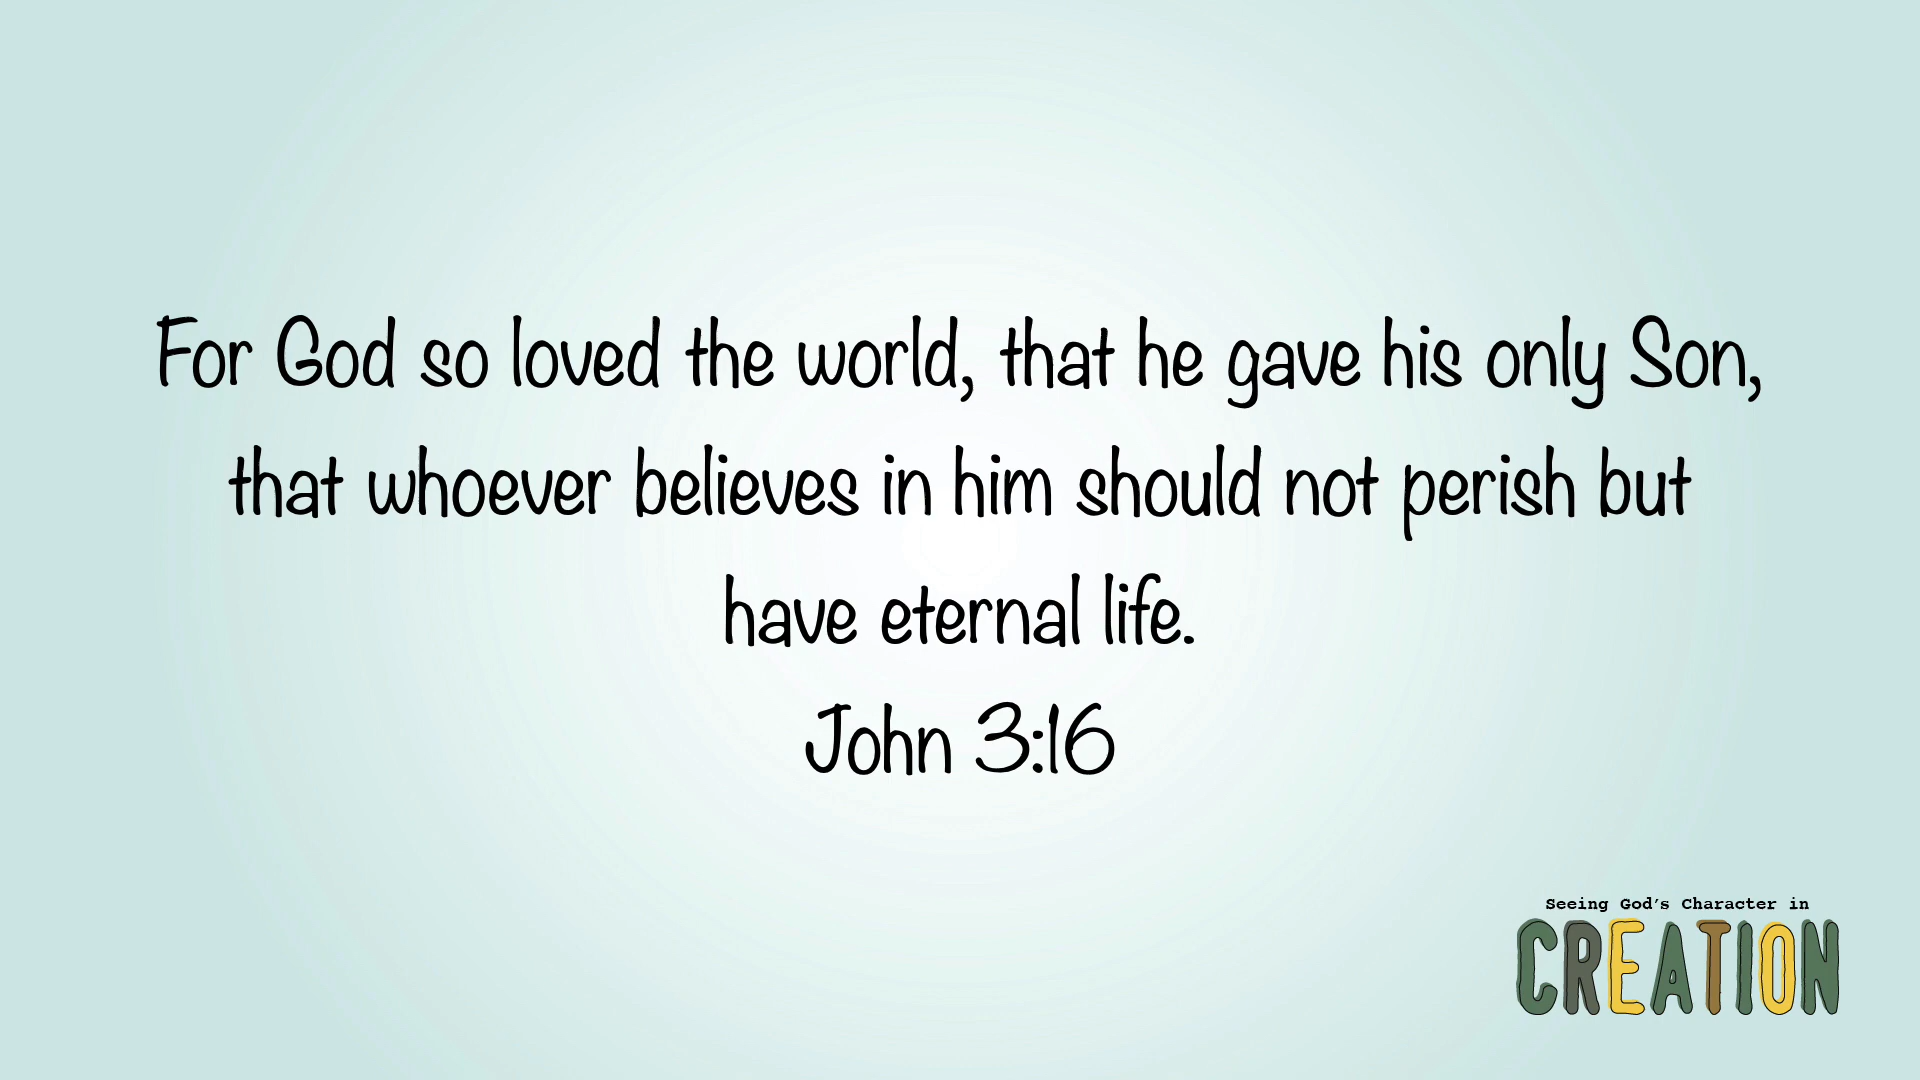 For God so loved the world, that he gave his only Son,
that whoever believes in him should not perish but
have eternal life.
John 3:16
Seeing God's Character in
CREATION